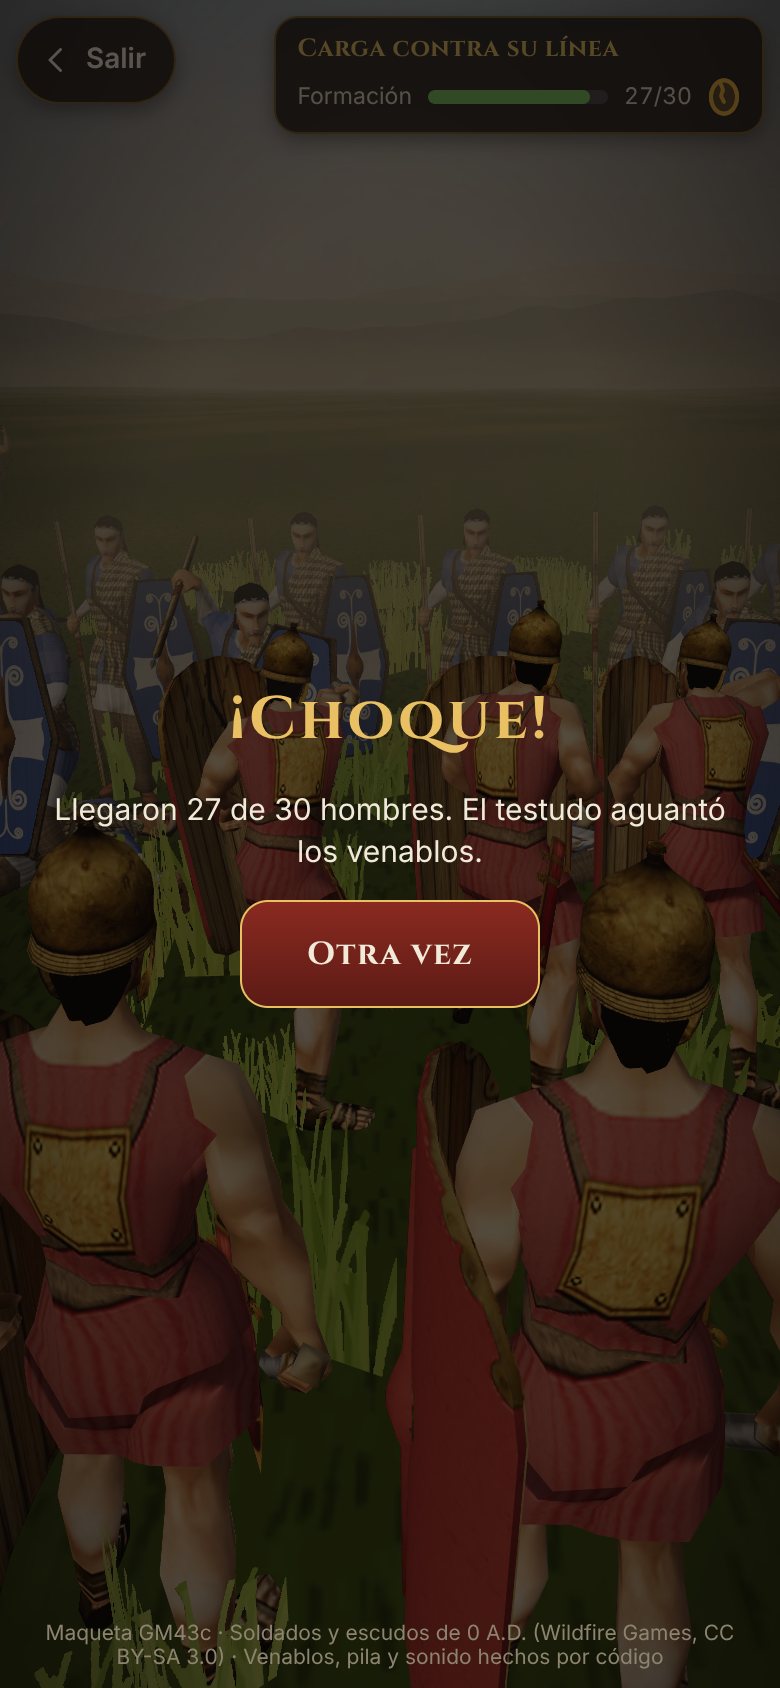 Salir
Carga contra su línea
Formación 27/30
¡Choque!
Llegaron 27 de 30 hombres. El testudo aguantó
los venablos.
Otra vez
Maqueta GM43c · Soldados y escudos de 0 A.D. (Wildfire Games, CC
BY-SA 3.0) · Venablos, pila y sonido hechos por código